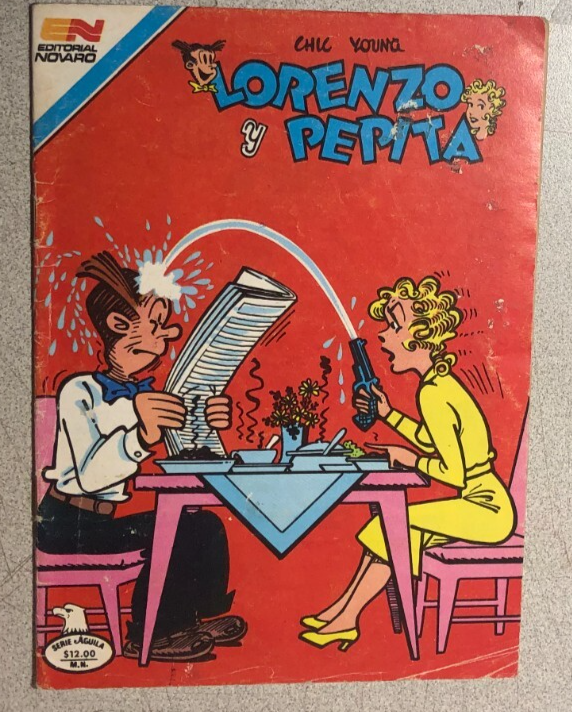 EN
EDITORIAL
NOVARO
CHIC YOUNG
LORENZO
y PEPITA
SERIE AGUILA
$12.00
M.N.